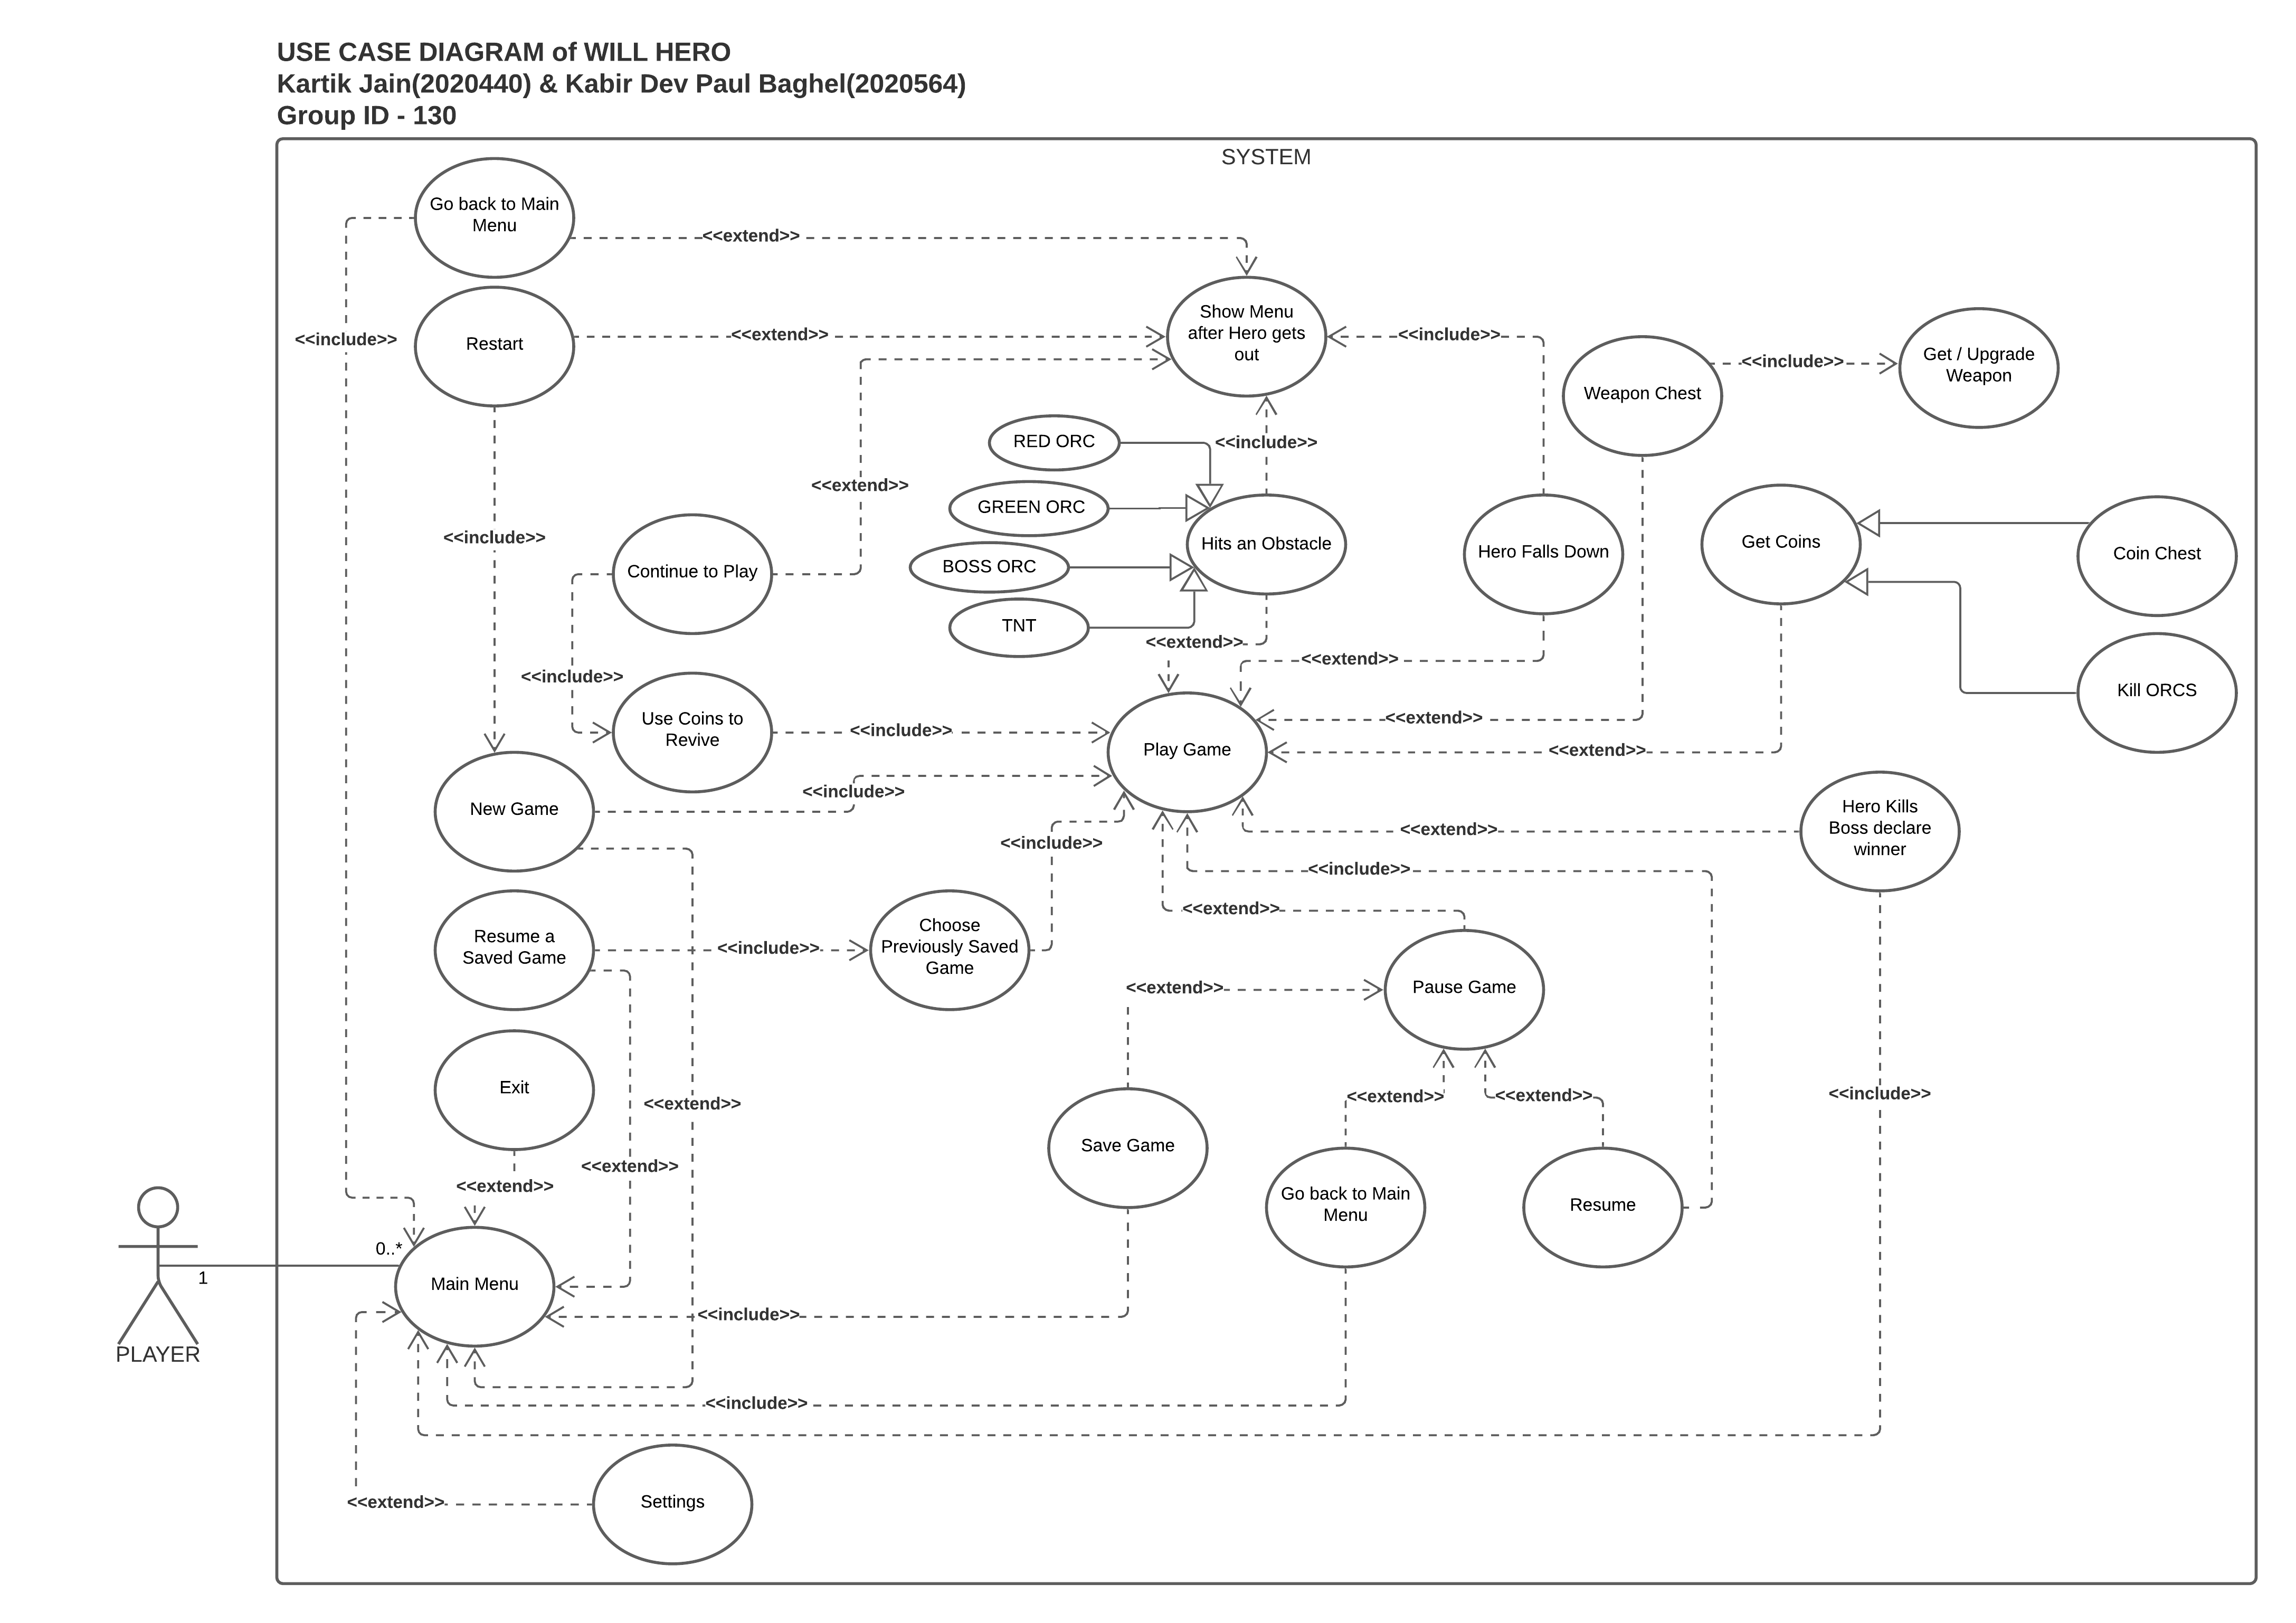 USE CASE DIAGRAM of WILL HERO
Kartik Jain(2020440) & Kabir Dev Paul Baghel(2020564)
Group ID - 130
SYSTEM
Go back to Main
Menu
<<extend>>
<<include>>
Restart
<<extend>>
Show Menu
after Hero gets
out
<<include>>
Weapon Chest
<<include>>
Get / Upgrade
Weapon
RED ORC
<<include>>
<<extend>>
GREEN ORC
Hits an Obstacle
BOSS ORC
TNT
Hero Falls Down
Get Coins
Coin Chest
Kill ORCS
<<include>>
Continue to Play
<<extend>>
<<extend>>
<<include>>
Use Coins to
Revive
<<include>>
Play Game
<<extend>>
<<extend>>
New Game
<<include>>
<<include>>
Hero Kills
Boss declare
winner
<<extend>>
<<include>>
<<extend>>
Resume a
Saved Game
<<include>>
Choose
Previously Saved
Game
<<extend>>
Pause Game
Exit
<<extend>>
<<extend>>
<<extend>>
<<include>>
Save Game
<<extend>>
<<extend>>
Go back to Main
Menu
Resume
0..*
1
Main Menu
PLAYER
<<include>>
<<include>>
<<extend>>
Settings